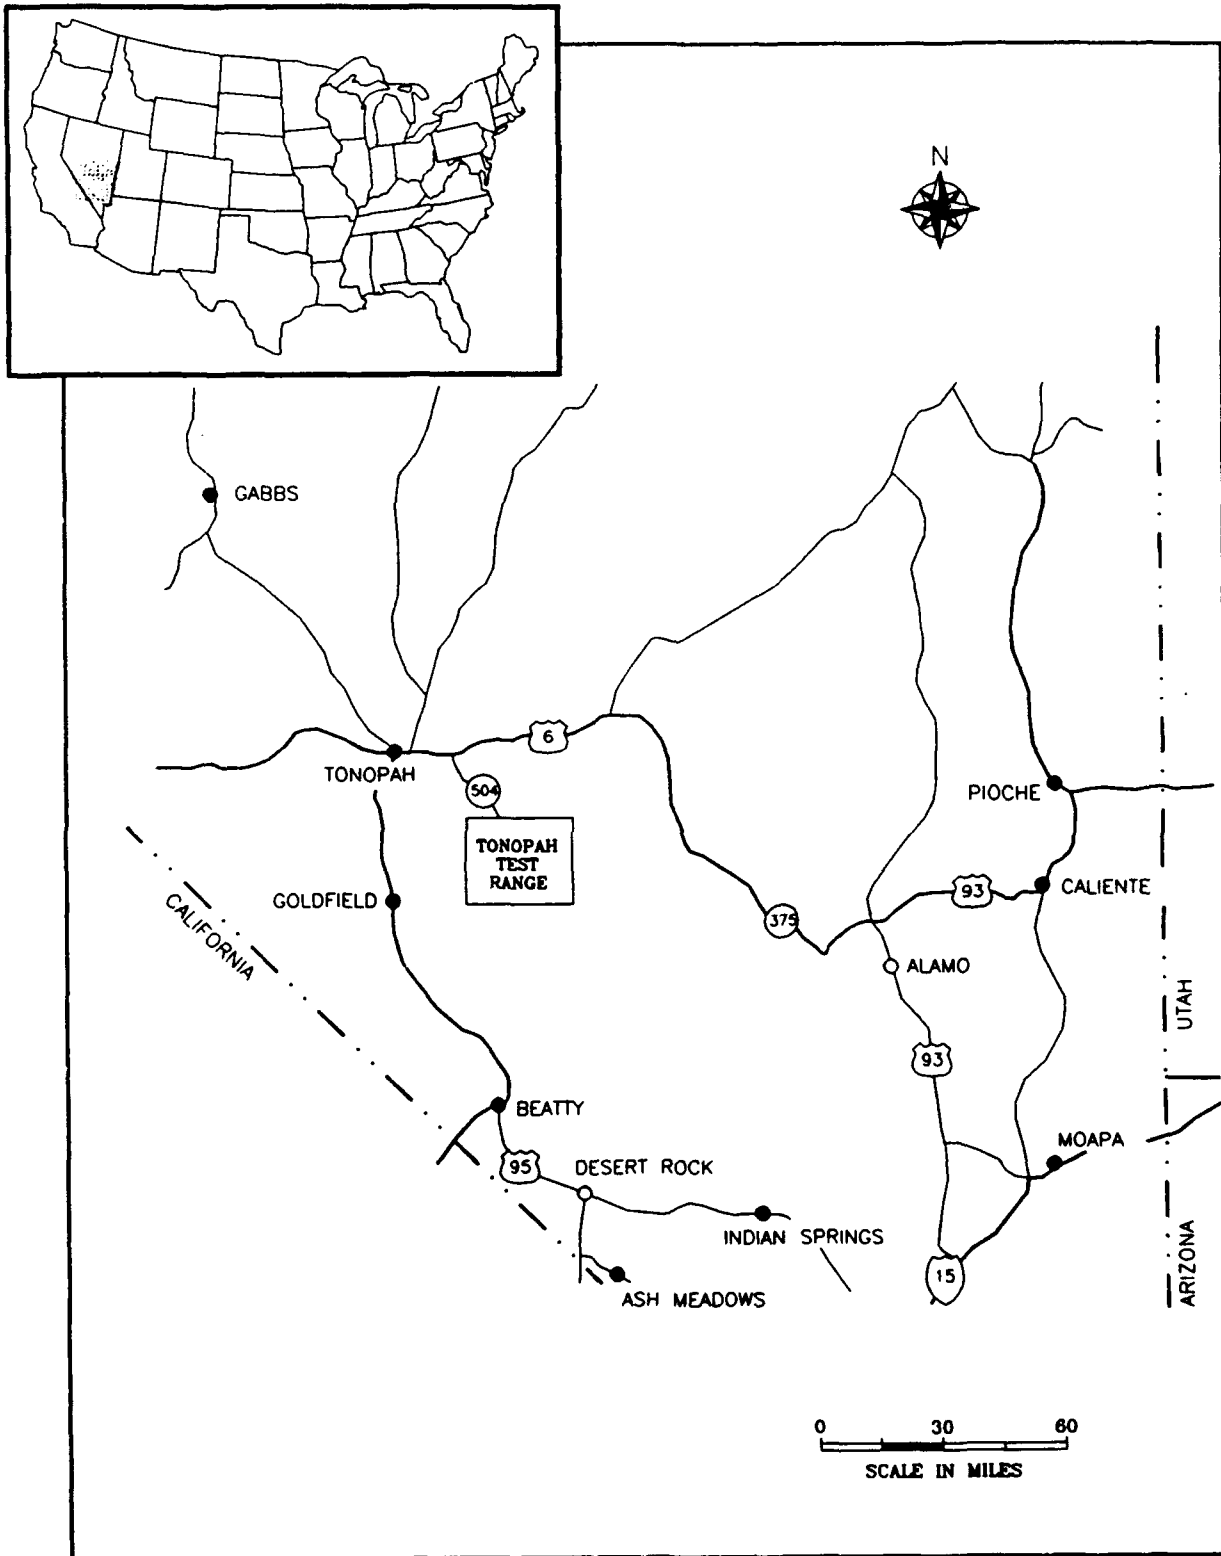 N
GABBS
6
TONOPAH
504
PIOCHE
TONOPAH
TEST
RANGE
93
CALIENTE
GOLDFIELD
375
CALIFORNIA
ALAMO
UTAH
93
BEATTY
MOAPA
95
DESERT ROCK
INDIAN SPRINGS
15
ARIZONA
ASH MEADOWS
0 30 60
SCALE IN MILES